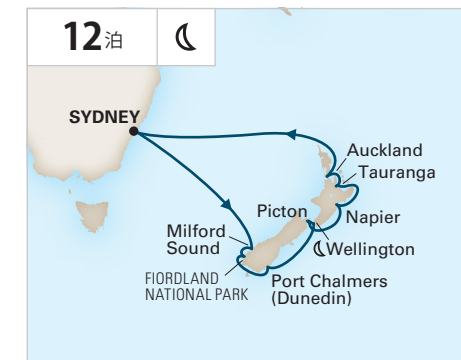 12泊
SYDNEY
Auckland
Tauranga
Picton
Napier
Milford
Sound
Wellington
FIORDLAND
NATIONAL PARK
Port Chalmers
(Dunedin)